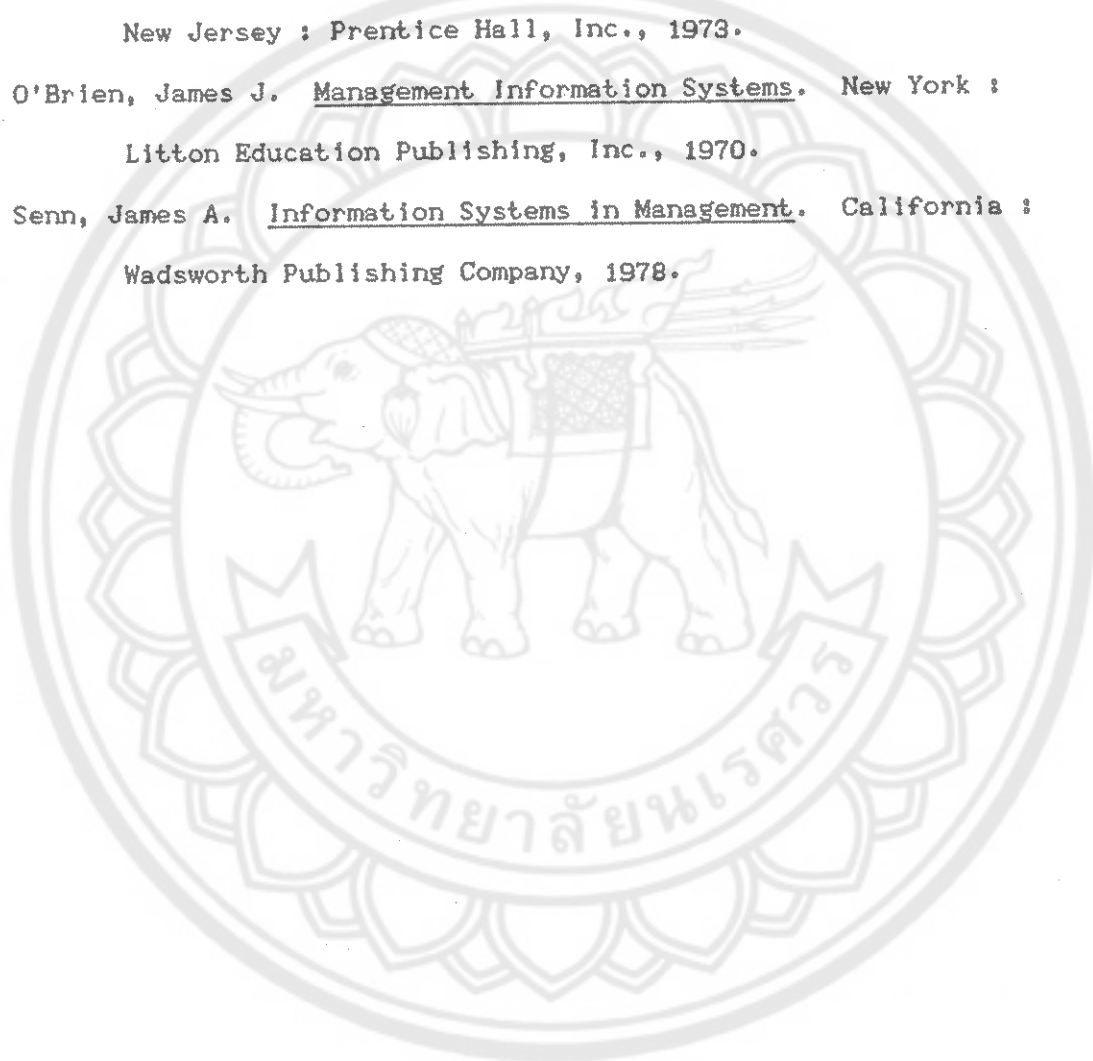 New Jersey : Prentice Hall, Inc., 1973.
O'Brien, James J. Management Information Systems. New York :
Litton Education Publishing, Inc., 1970.
Senn, James A. Information Systems in Management. California :
Wadsworth Publishing Company, 1978.
มหาวิทยาลัยนเรศวร